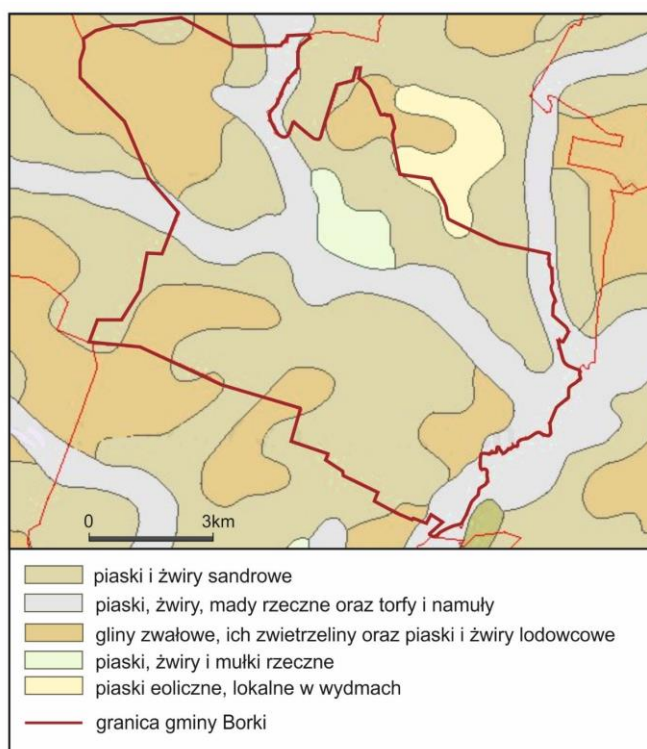 0 3km
piaski i żwiry sandrowe
piaski, żwiry, mady rzeczne oraz torfy i namuły
gliny zwałowe, ich zwietrzeliny oraz piaski i żwiry lodowcowe
piaski, żwiry i mułki rzeczne
piaski eoliczne, lokalne w wydmach
granica gminy Borki